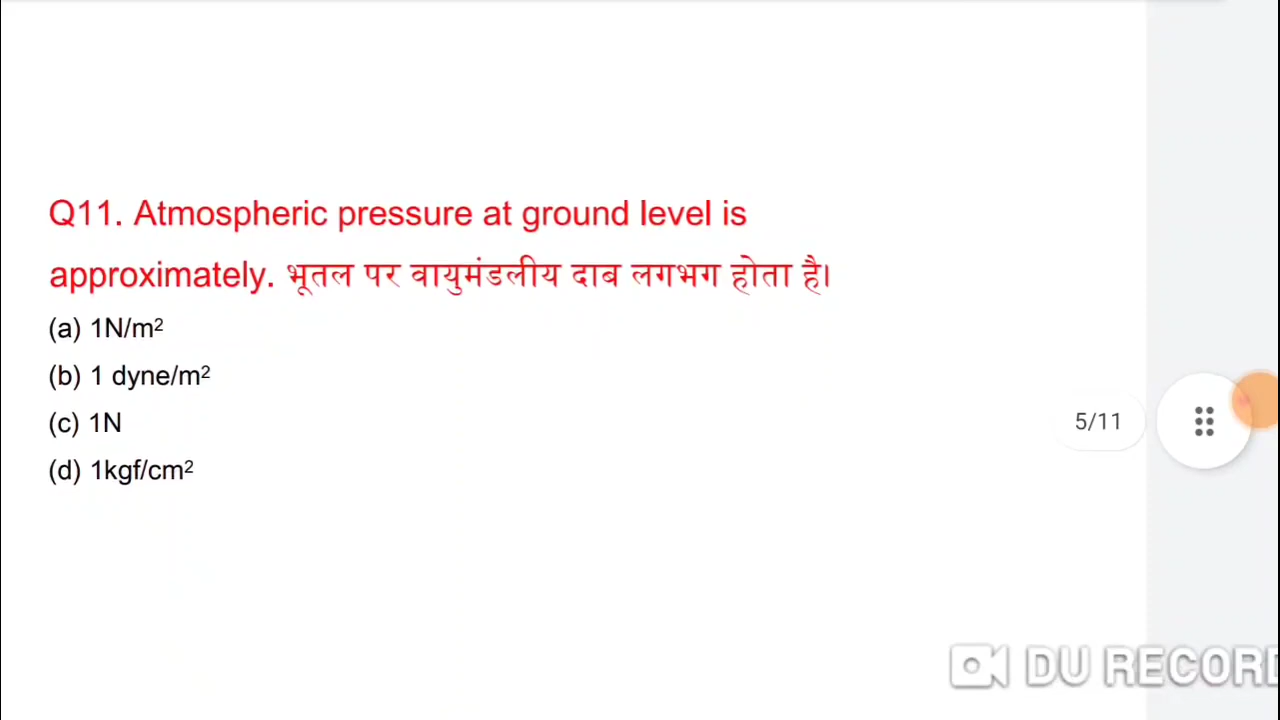 Q11. Atmospheric pressure at ground level is
approximately. भूतल पर वायुमंडलीय दाब लगभग होता है।
(a) 1N/m²
(b) 1 dyne/m²
(c) 1N
(d) 1kgf/cm²
5/11
DU RECORD